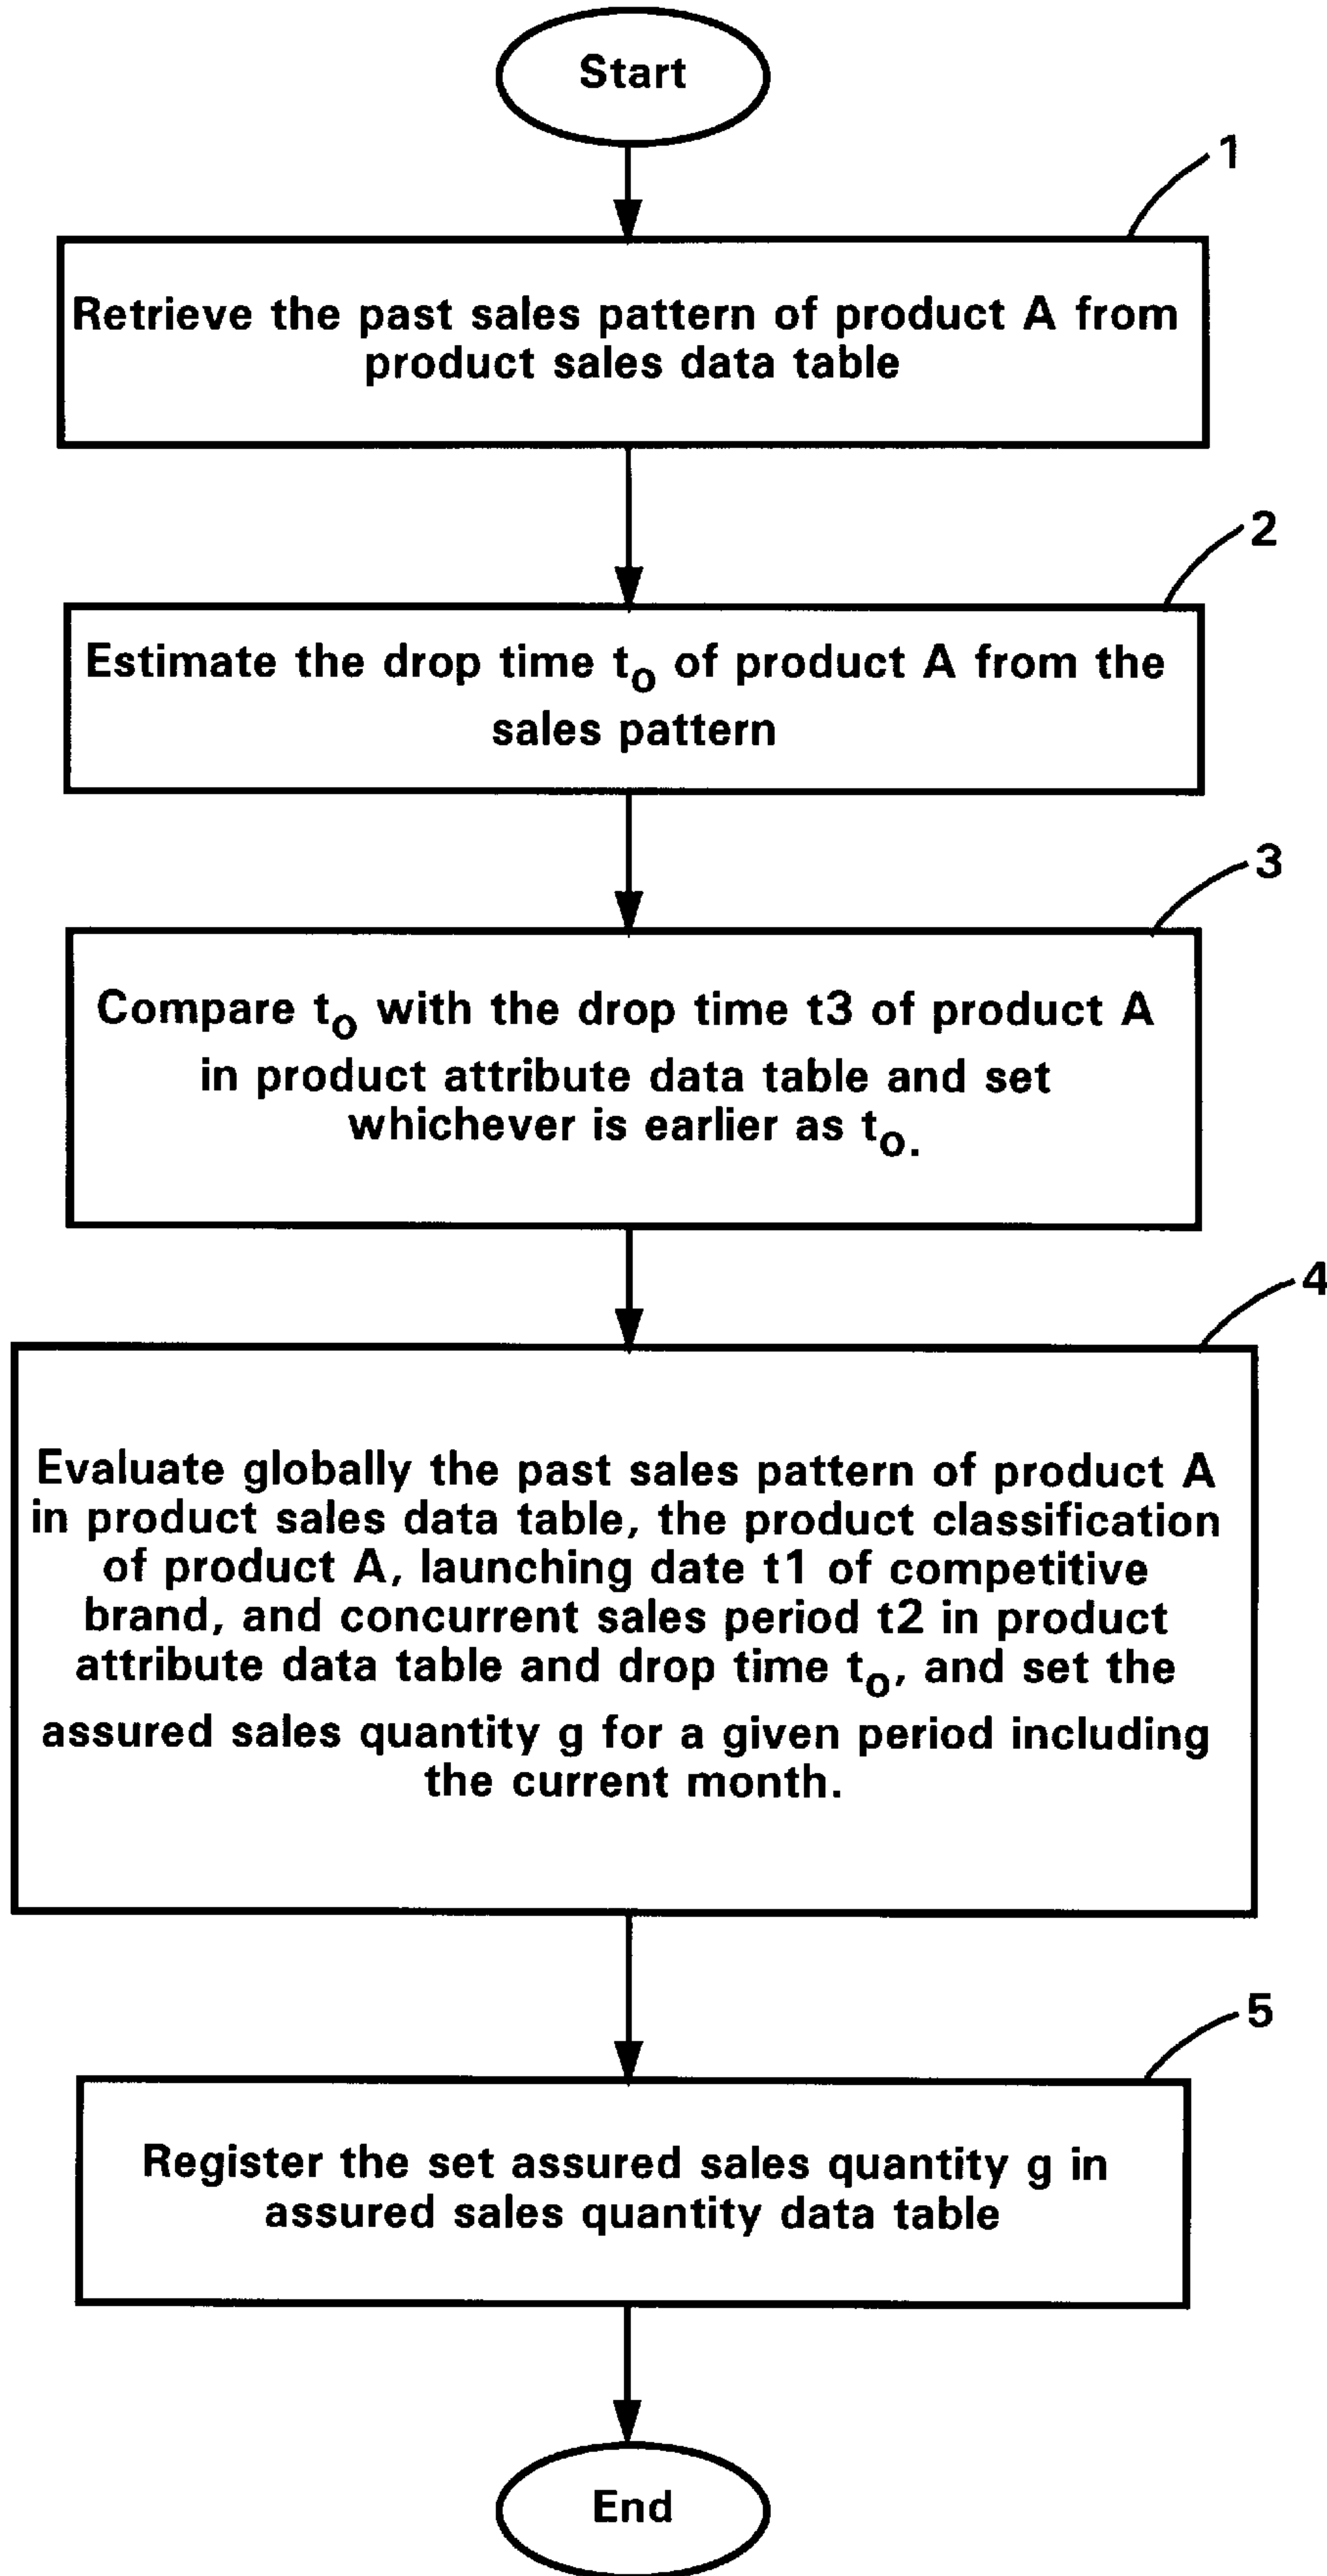 Start
1
Retrieve the past sales pattern of product A from
product sales data table
2
Estimate the drop time to of product A from the
sales pattern
3
Compare to with the drop time t3 of product A
in product attribute data table and set
whichever is earlier as to.
4
Evaluate globally the past sales pattern of product A
in product sales data table, the product classification
of product A, launching date t1 of competitive
brand, and concurrent sales period t2 in product
attribute data table and drop time to, and set the
assured sales quantity g for a given period including
the current month.
5
Register the set assured sales quantity g in
assured sales quantity data table
End